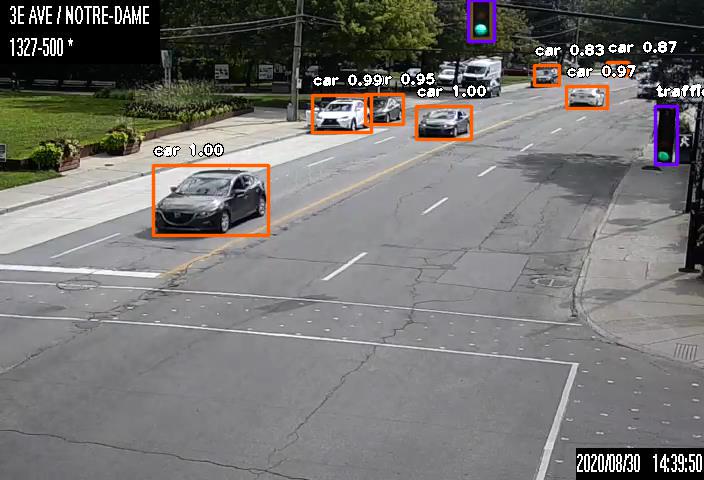 3E AVE / NOTRE-DAME
1327-500 *
car 0.83
car 0.87
car 0.99
r 0.95
car 0.97
car 1.00
traffic
car 1.00
2020/08/30 14:39:50